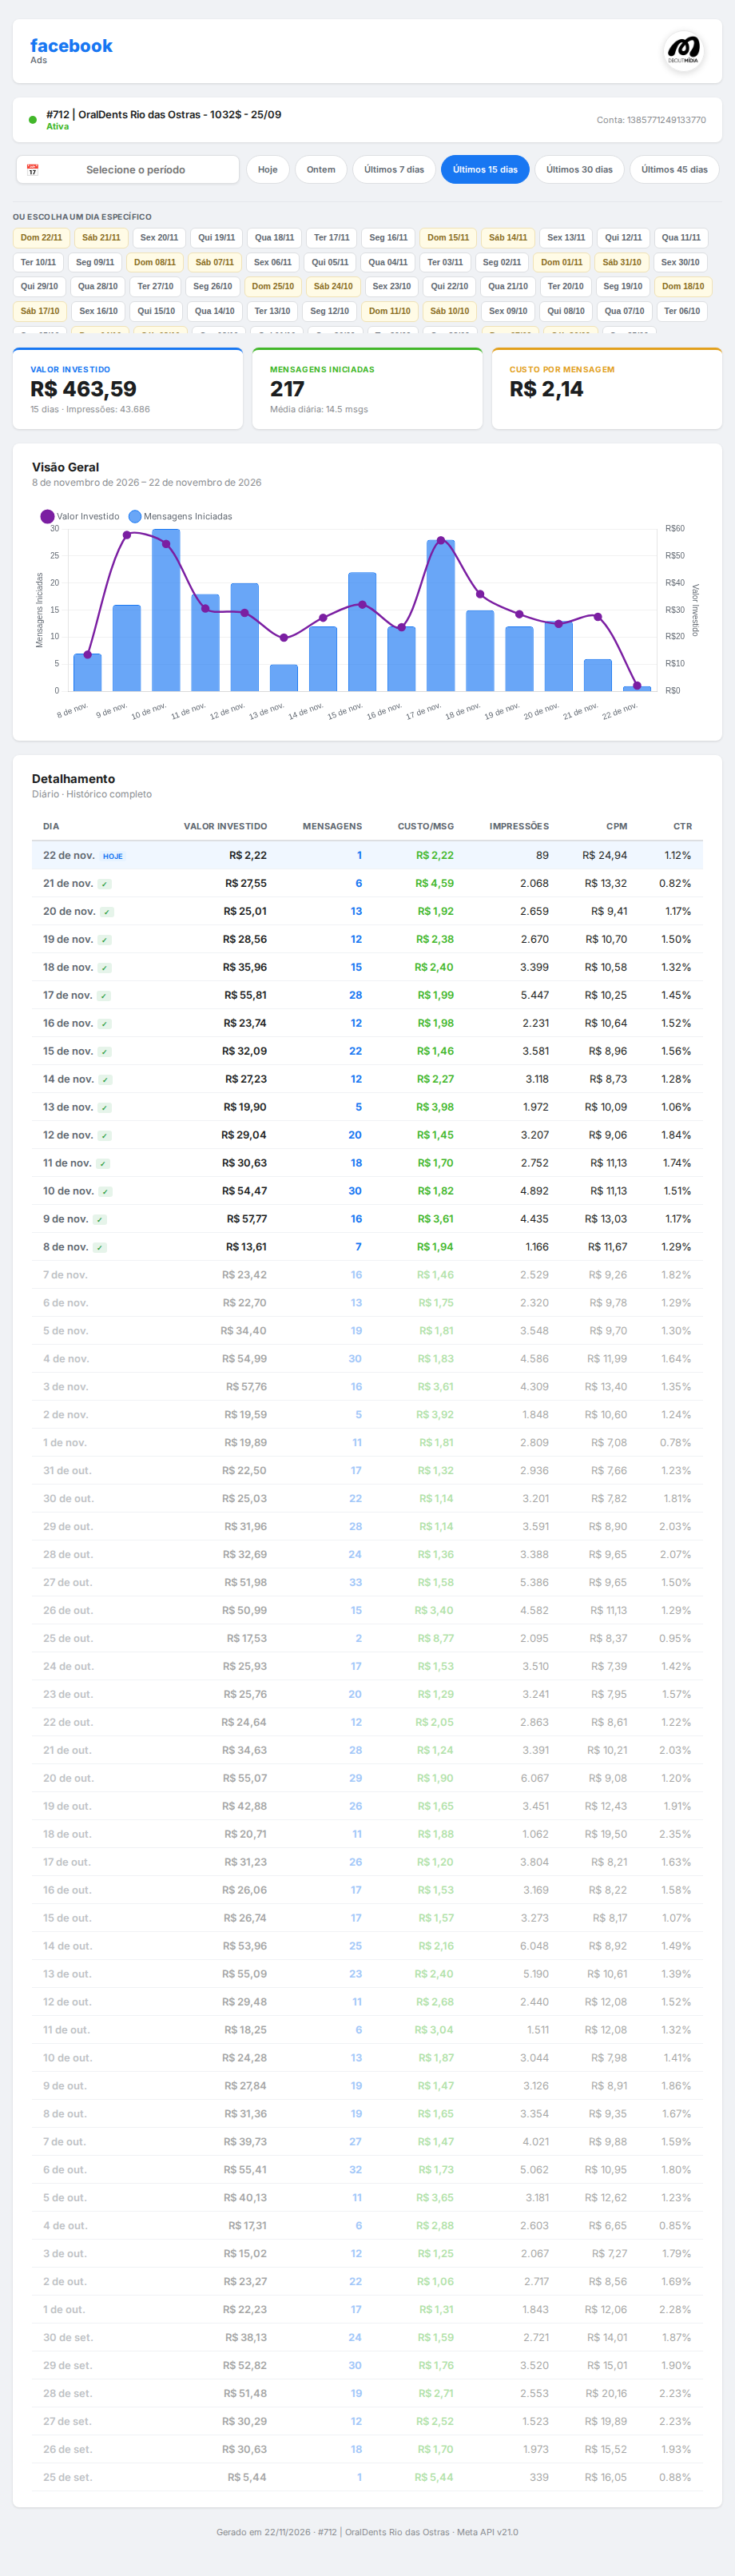 facebook
Ads
DECLITMÍDIA
#712 | OralDents Rio das Ostras - 1032$ - 25/09
Ativa
Conta: 1385771249133770
Selecione o período
Hoje
Ontem
Últimos 7 dias
Últimos 15 dias
Últimos 30 dias
Últimos 45 dias
OU ESCOLHA UM DIA ESPECÍFICO
Dom 22/11 Sáb 21/11 Sex 20/11 Qui 19/11 Qua 18/11 Ter 17/11 Seg 16/11 Dom 15/11 Sáb 14/11 Sex 13/11 Qui 12/11 Qua 11/11
Ter 10/11 Seg 09/11 Dom 08/11 Sáb 07/11 Sex 06/11 Qui 05/11 Qua 04/11 Ter 03/11 Seg 02/11 Dom 01/11 Sáb 31/10 Sex 30/10
Qui 29/10 Qua 28/10 Ter 27/10 Seg 26/10 Dom 25/10 Sáb 24/10 Sex 23/10 Qui 22/10 Qua 21/10 Ter 20/10 Seg 19/10 Dom 18/10
Sáb 17/10 Sex 16/10 Qui 15/10 Qua 14/10 Ter 13/10 Seg 12/10 Dom 11/10 Sáb 10/10 Sex 09/10 Qui 08/10 Qua 07/10 Ter 06/10
VALOR INVESTIDO
R$ 463,59
15 dias · Impressões: 43.686
MENSAGENS INICIADAS
217
Média diária: 14.5 msgs
CUSTO POR MENSAGEM
R$ 2,14
Visão Geral
8 de novembro de 2026 – 22 de novembro de 2026
Valor Investido Mensagens Iniciadas
Mensagens Iniciadas
30
25
20
15
10
5
0
R$60
R$50
R$40
R$30
R$20
R$10
R$0
Valor Investido
8 de nov. 9 de nov. 10 de nov. 11 de nov. 12 de nov. 13 de nov. 14 de nov. 15 de nov. 16 de nov. 17 de nov. 18 de nov. 19 de nov. 20 de nov. 21 de nov. 22 de nov.
Detalhamento
Diário · Histórico completo
DIA VALOR INVESTIDO MENSAGENS CUSTO/MSG IMPRESSÕES CPM CTR
22 de nov. HOJE R$ 2,22 1 R$ 2,22 89 R$ 24,94 1.12%
21 de nov. ✓ R$ 27,55 6 R$ 4,59 2.068 R$ 13,32 0.82%
20 de nov. ✓ R$ 25,01 13 R$ 1,92 2.659 R$ 9,41 1.17%
19 de nov. ✓ R$ 28,56 12 R$ 2,38 2.670 R$ 10,70 1.50%
18 de nov. ✓ R$ 35,96 15 R$ 2,40 3.399 R$ 10,58 1.32%
17 de nov. ✓ R$ 55,81 28 R$ 1,99 5.447 R$ 10,25 1.45%
16 de nov. ✓ R$ 23,74 12 R$ 1,98 2.231 R$ 10,64 1.52%
15 de nov. ✓ R$ 32,09 22 R$ 1,46 3.581 R$ 8,96 1.56%
14 de nov. ✓ R$ 27,23 12 R$ 2,27 3.118 R$ 8,73 1.28%
13 de nov. ✓ R$ 19,90 5 R$ 3,98 1.972 R$ 10,09 1.06%
12 de nov. ✓ R$ 29,04 20 R$ 1,45 3.207 R$ 9,06 1.84%
11 de nov. ✓ R$ 30,63 18 R$ 1,70 2.752 R$ 11,13 1.74%
10 de nov. ✓ R$ 54,47 30 R$ 1,82 4.892 R$ 11,13 1.51%
9 de nov. ✓ R$ 57,77 16 R$ 3,61 4.435 R$ 13,03 1.17%
8 de nov. ✓ R$ 13,61 7 R$ 1,94 1.166 R$ 11,67 1.29%
7 de nov. R$ 23,42 16 R$ 1,46 2.529 R$ 9,26 1.82%
6 de nov. R$ 22,70 13 R$ 1,75 2.320 R$ 9,78 1.29%
5 de nov. R$ 34,40 19 R$ 1,81 3.548 R$ 9,70 1.30%
4 de nov. R$ 54,99 30 R$ 1,83 4.586 R$ 11,99 1.64%
3 de nov. R$ 57,76 16 R$ 3,61 4.309 R$ 13,40 1.35%
2 de nov. R$ 19,59 5 R$ 3,92 1.848 R$ 10,60 1.24%
1 de nov. R$ 19,89 11 R$ 1,81 2.809 R$ 7,08 0.78%
31 de out. R$ 22,50 17 R$ 1,32 2.936 R$ 7,66 1.23%
30 de out. R$ 25,03 22 R$ 1,14 3.201 R$ 7,82 1.81%
29 de out. R$ 31,96 28 R$ 1,14 3.591 R$ 8,90 2.03%
28 de out. R$ 32,69 24 R$ 1,36 3.388 R$ 9,65 2.07%
27 de out. R$ 51,98 33 R$ 1,58 5.386 R$ 9,65 1.50%
26 de out. R$ 50,99 15 R$ 3,40 4.582 R$ 11,13 1.29%
25 de out. R$ 17,53 2 R$ 8,77 2.095 R$ 8,37 0.95%
24 de out. R$ 25,93 17 R$ 1,53 3.510 R$ 7,39 1.42%
23 de out. R$ 25,76 20 R$ 1,29 3.241 R$ 7,95 1.57%
22 de out. R$ 24,64 12 R$ 2,05 2.863 R$ 8,61 1.22%
21 de out. R$ 34,63 28 R$ 1,24 3.391 R$ 10,21 2.03%
20 de out. R$ 55,07 29 R$ 1,90 6.067 R$ 9,08 1.20%
19 de out. R$ 42,88 26 R$ 1,65 3.451 R$ 12,43 1.91%
18 de out. R$ 20,71 11 R$ 1,88 1.062 R$ 19,50 2.35%
17 de out. R$ 31,23 26 R$ 1,20 3.804 R$ 8,21 1.63%
16 de out. R$ 26,06 17 R$ 1,53 3.169 R$ 8,22 1.58%
15 de out. R$ 26,74 17 R$ 1,57 3.273 R$ 8,17 1.07%
14 de out. R$ 53,96 25 R$ 2,16 6.048 R$ 8,92 1.49%
13 de out. R$ 55,09 23 R$ 2,40 5.190 R$ 10,61 1.39%
12 de out. R$ 29,48 11 R$ 2,68 2.440 R$ 12,08 1.52%
11 de out. R$ 18,25 6 R$ 3,04 1.511 R$ 12,08 1.32%
10 de out. R$ 24,28 13 R$ 1,87 3.044 R$ 7,98 1.41%
9 de out. R$ 27,84 19 R$ 1,47 3.126 R$ 8,91 1.86%
8 de out. R$ 31,36 19 R$ 1,65 3.354 R$ 9,35 1.67%
7 de out. R$ 39,73 27 R$ 1,47 4.021 R$ 9,88 1.59%
6 de out. R$ 55,41 32 R$ 1,73 5.062 R$ 10,95 1.80%
5 de out. R$ 40,13 11 R$ 3,65 3.181 R$ 12,62 1.23%
4 de out. R$ 17,31 6 R$ 2,88 2.603 R$ 6,65 0.85%
3 de out. R$ 15,02 12 R$ 1,25 2.067 R$ 7,27 1.79%
2 de out. R$ 23,27 22 R$ 1,06 2.717 R$ 8,56 1.69%
1 de out. R$ 22,23 17 R$ 1,31 1.843 R$ 12,06 2.28%
30 de set. R$ 38,13 24 R$ 1,59 2.721 R$ 14,01 1.87%
29 de set. R$ 52,82 30 R$ 1,76 3.520 R$ 15,01 1.90%
28 de set. R$ 51,48 19 R$ 2,71 2.553 R$ 20,16 2.23%
27 de set. R$ 30,29 12 R$ 2,52 1.523 R$ 19,89 2.23%
26 de set. R$ 30,63 18 R$ 1,70 1.973 R$ 15,52 1.93%
25 de set. R$ 5,44 1 R$ 5,44 339 R$ 16,05 0.88%
Gerado em 22/11/2026 · #712 | OralDents Rio das Ostras · Meta API v21.0